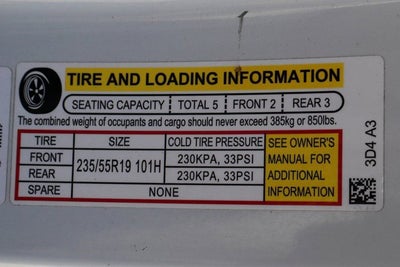 TIRE AND LOADING INFORMATION
SEATING CAPACITY TOTAL 5 FRONT 2 REAR 3
The combined weight of occupants and cargo should never exceed 385kg or 850lbs.
TIRE SIZE COLD TIRE PRESSURE
FRONT 235/55R19 101H 230KPA, 33PSI
REAR 230KPA, 33PSI
SPARE NONE
SEE OWNER'S
MANUAL FOR
ADDITIONAL
INFORMATION
3D4 A3